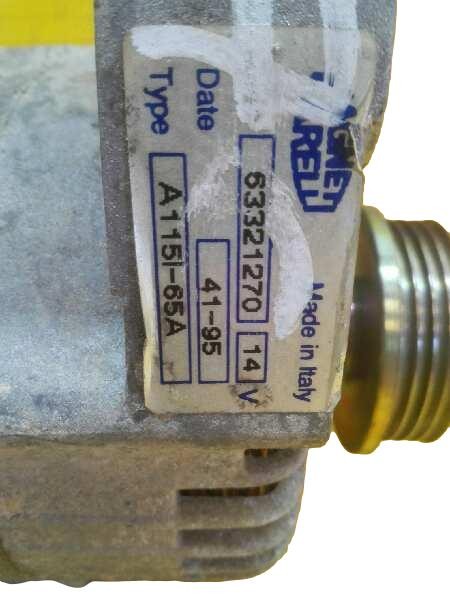 Made in Italy
63321270 14 V
Date 41-95
Type A115I-65A